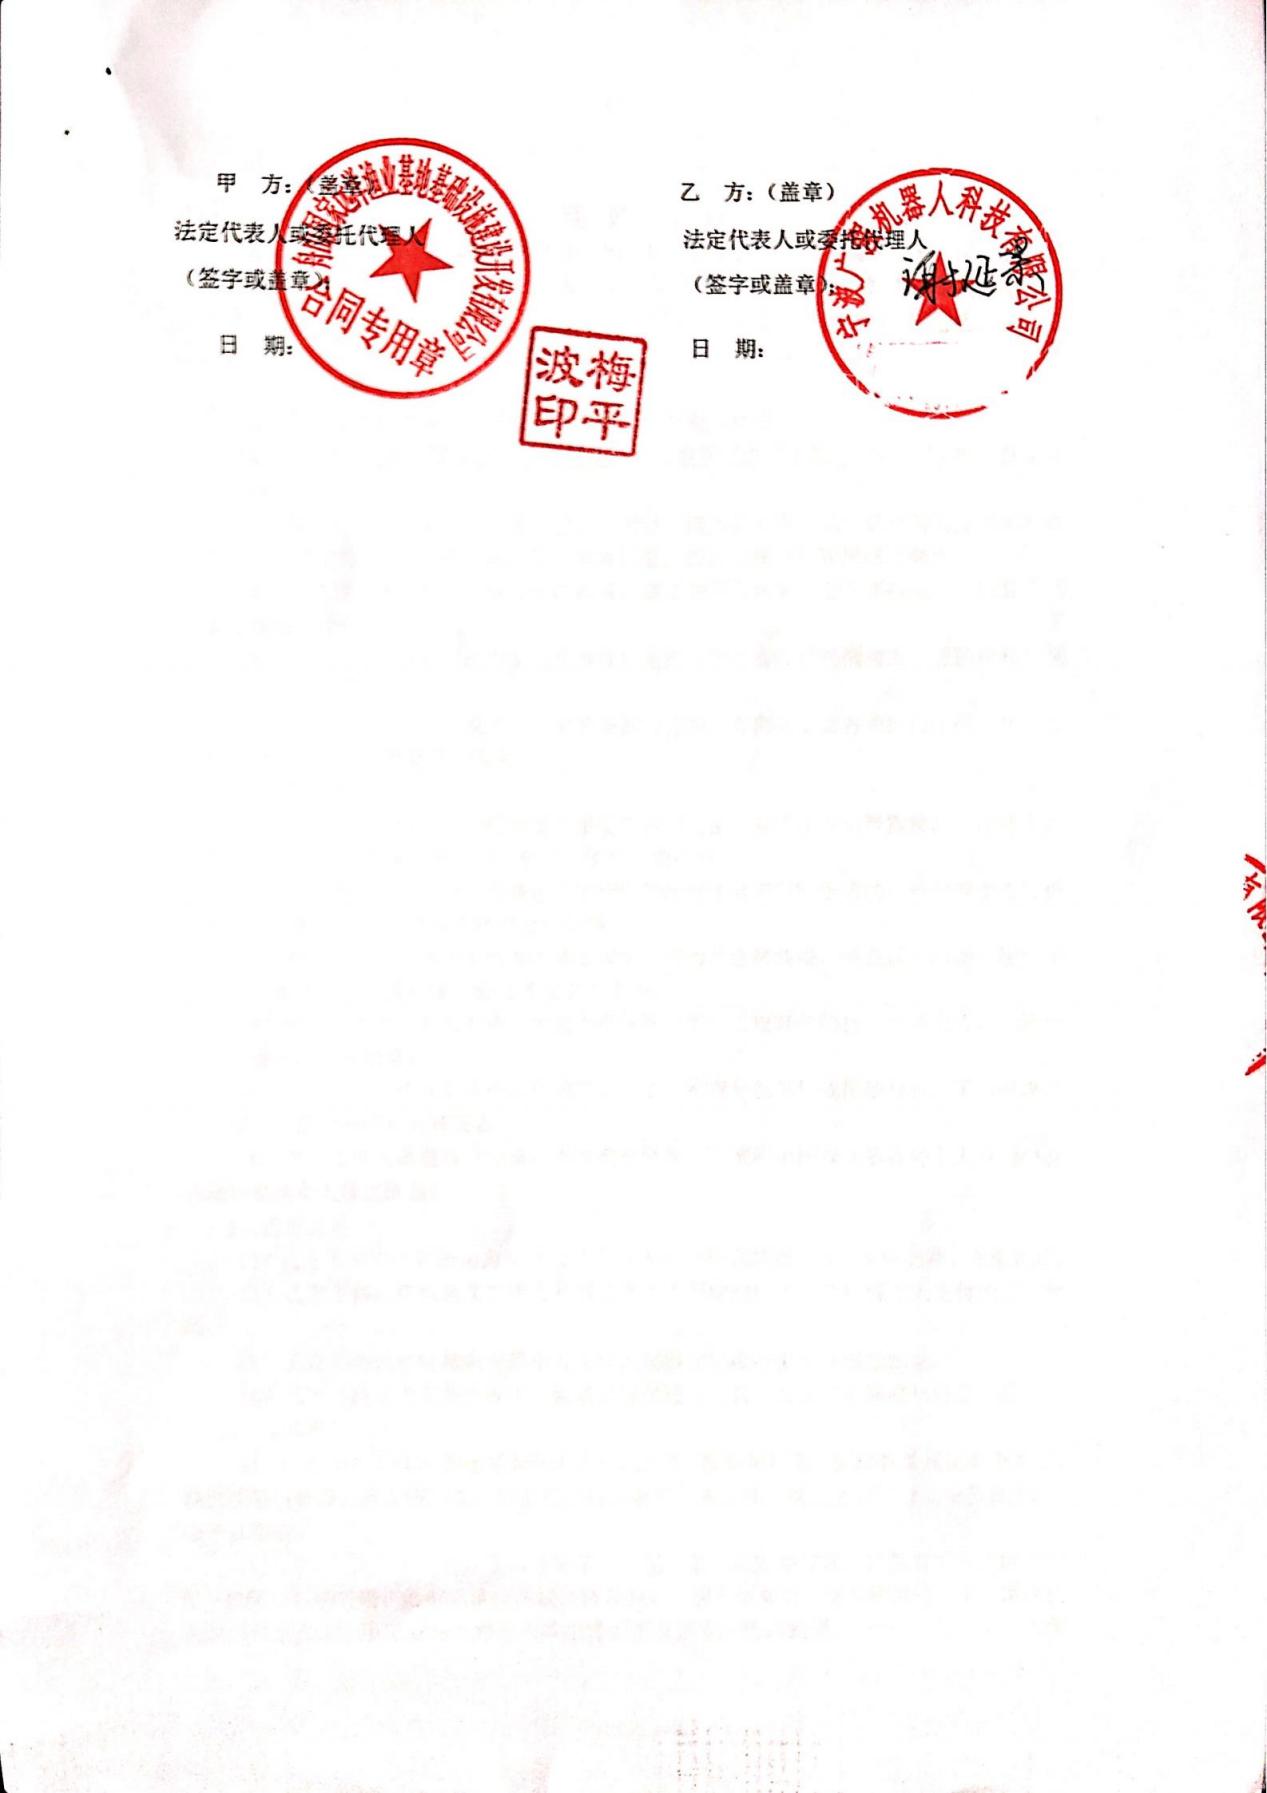 甲 方：（盖章）
法定代表人或委托代理人
（签字或盖章）：
日 期：
舟山国家远洋渔业基地基础设施建设开发有限公司
合同专用章
梅平
波印
乙 方：（盖章）
法定代表人或委托代理人
（签字或盖章）：
日 期：
宁波广 机器人科技有限公司
谢延